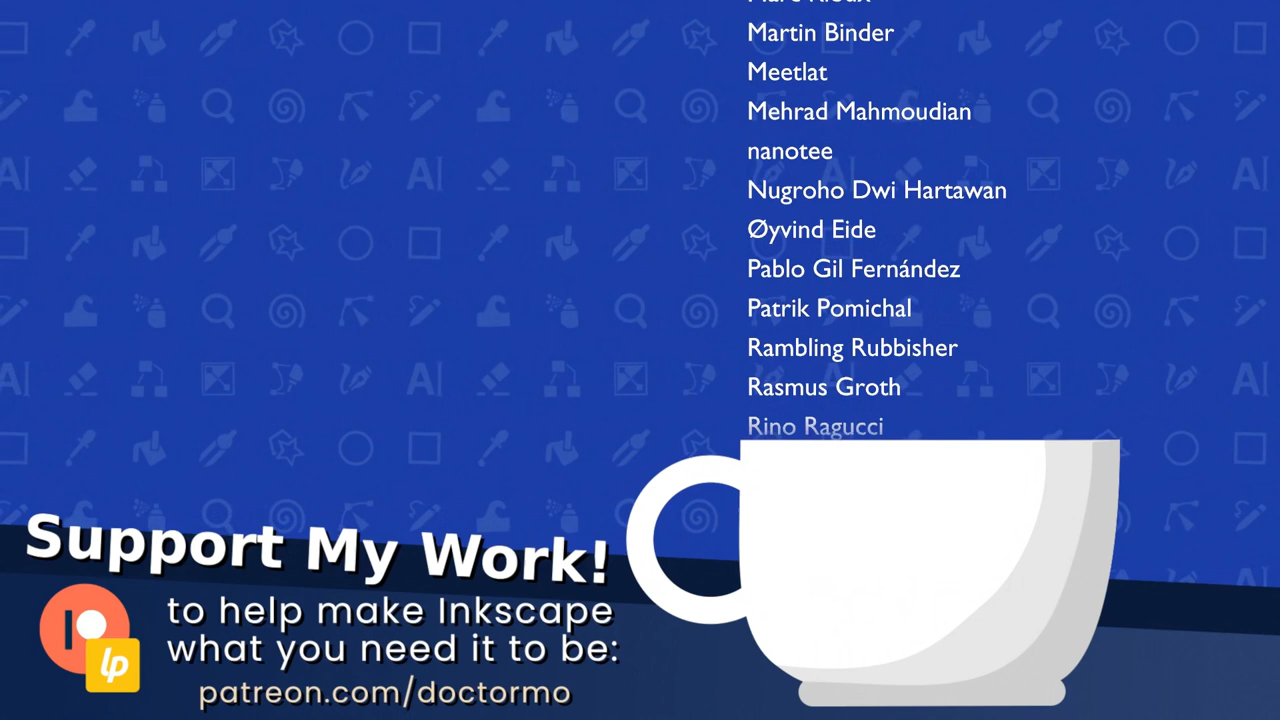 Martin Binder
Meetlat
Mehrad Mahmoudian
nanotee
Nugroho Dwi Hartawan
Øyvind Eide
Pablo Gil Fernández
Patrik Pomichal
Rambling Rubbisher
Rasmus Groth
Rino Ragucci
Support My Work!
to help make Inkscape
what you need it to be:
lp
patreon.com/doctormo